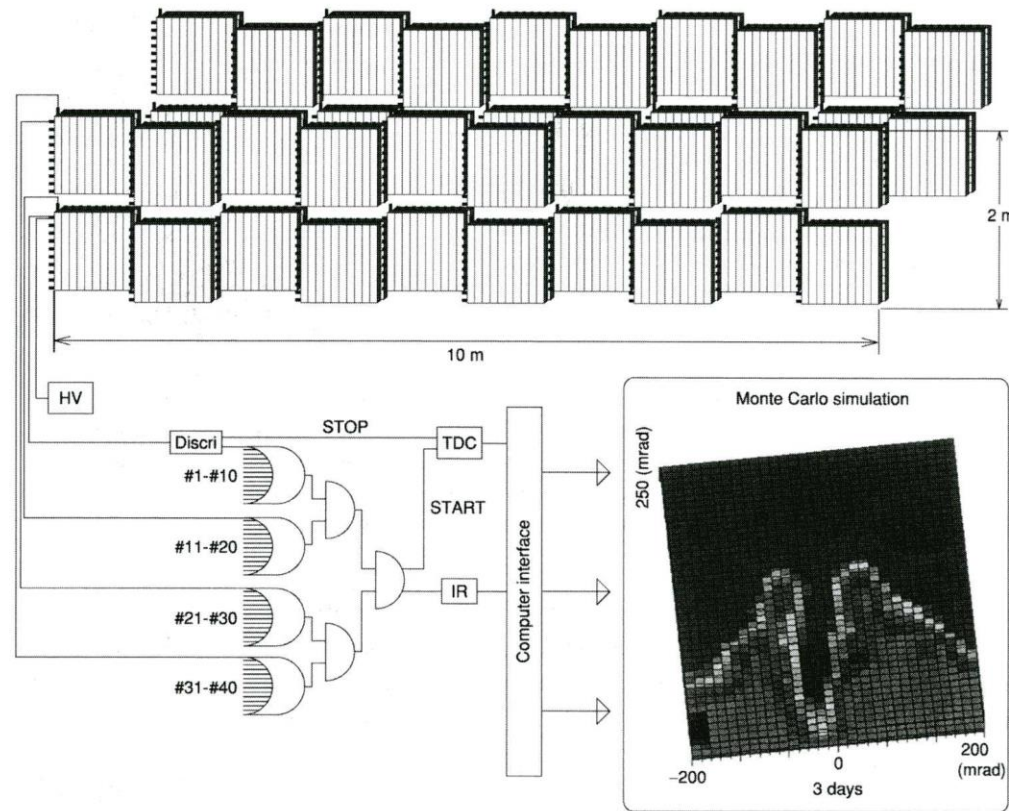 2 m
10 m
HV
Discri
STOP
TDC
START
#1-#10
#11-#20
#21-#30
#31-#40
IR
Computer interface
Monte Carlo simulation
250 (mrad)
-200
0
200
(mrad)
3 days